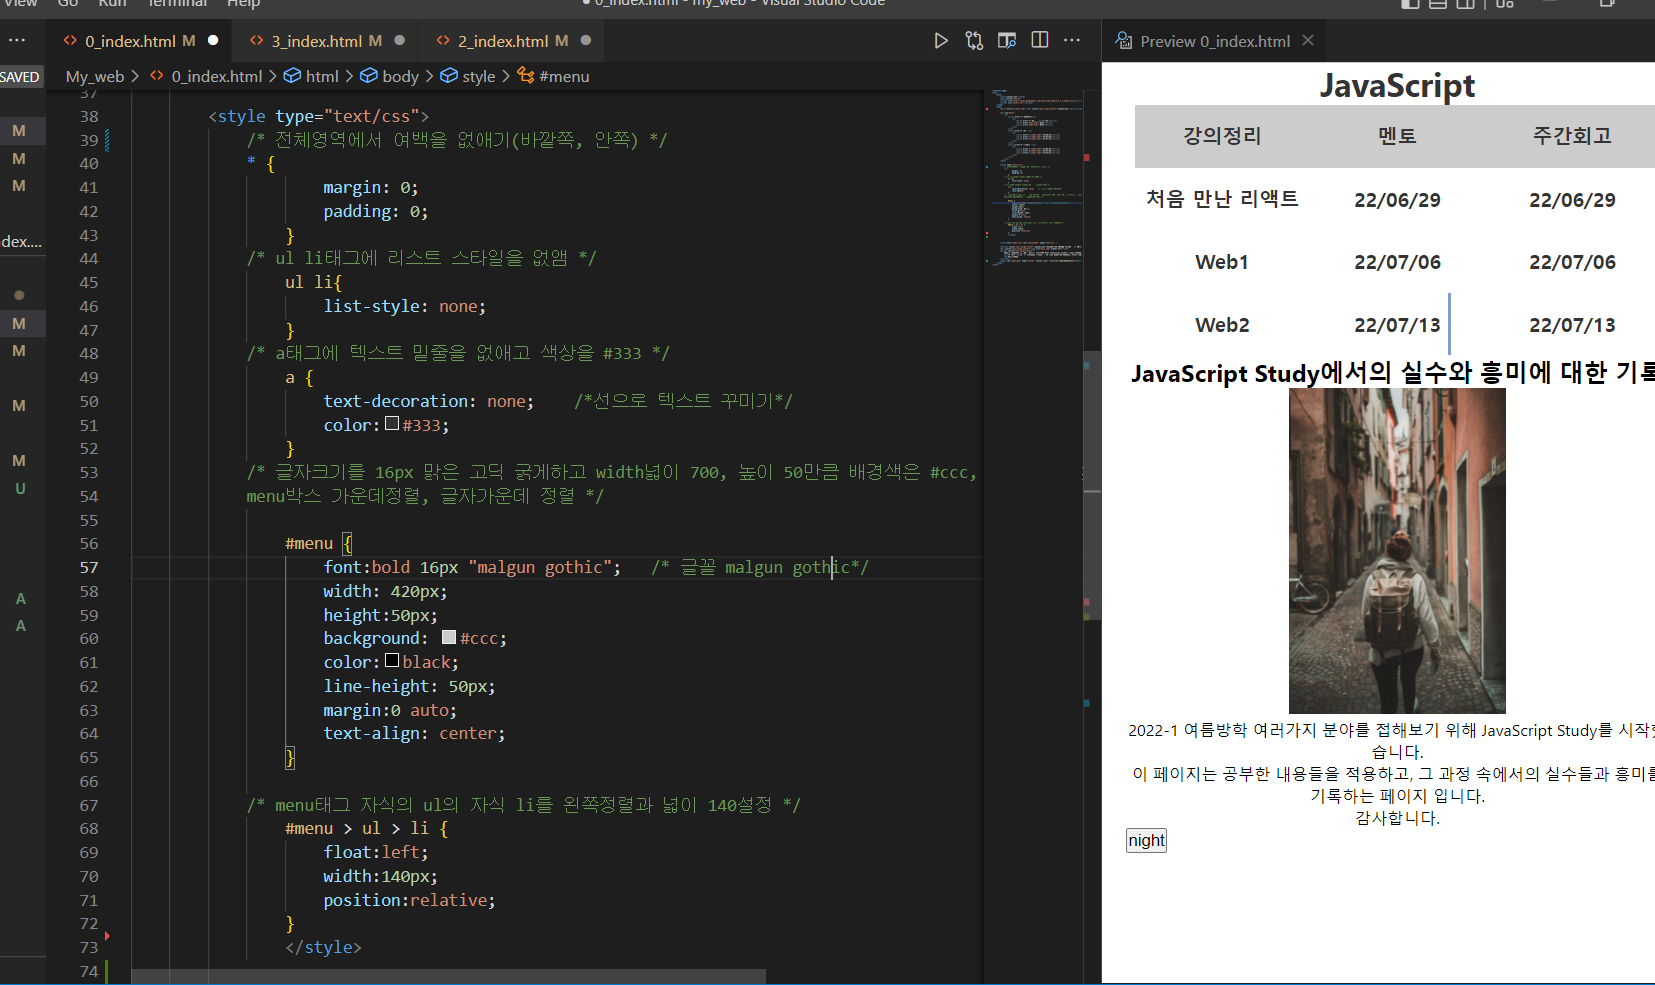 View Go Run Terminal Help
● 0_index.html - my_web - Visual Studio Code
0_index.html M ●
3_index.html M ●
2_index.html M ●
Preview 0_index.html
SAVED
My_web > 0_index.html > html > body > style > #menu
M
M
M
ndex....
M
M
M
M
U
A
A
37
38 <style type="text/css">
39 /* 전체영역에서 여백을 없애기(바깥쪽, 안쪽) */
40 * {
41 margin: 0;
42 padding: 0;
43 }
44 /* ul li태그에 리스트 스타일을 없앰 */
45 ul li{
46 list-style: none;
47 }
48 /* a태그에 텍스트 밑줄을 없애고 색상을 #333 */
49 a {
50 text-decoration: none; /*선으로 텍스트 꾸미기*/
51 color:#333;
52 }
53 /* 글자크기를 16px 맑은 고딕 굵게하고 width넓이 700, 높이 50만큼 배경색은 #ccc,
54 menu박스 가운데정렬, 글자가운데 정렬 */
55
56 #menu {
57 font:bold 16px "malgun gothic"; /* 글꼴 malgun gothic*/
58 width: 420px;
59 height:50px;
60 background: #ccc;
61 color:black;
62 line-height: 50px;
63 margin:0 auto;
64 text-align: center;
65 }
66
67 /* menu태그 자식의 ul의 자식 li를 왼쪽정렬과 넓이 140설정 */
68 #menu > ul > li {
69 float:left;
70 width:140px;
71 position:relative;
72 }
73 </style>
74
JavaScript
강의정리 멘토 주간회고
처음 만난 리액트 22/06/29 22/06/29
Web1 22/07/06 22/07/06
Web2 22/07/13 22/07/13
JavaScript Study에서의 실수와 흥미에 대한 기록
2022-1 여름방학 여러가지 분야를 접해보기 위해 JavaScript Study를 시작했
습니다.
이 페이지는 공부한 내용들을 적용하고, 그 과정 속에서의 실수들과 흥미를
기록하는 페이지 입니다.
감사합니다.
night